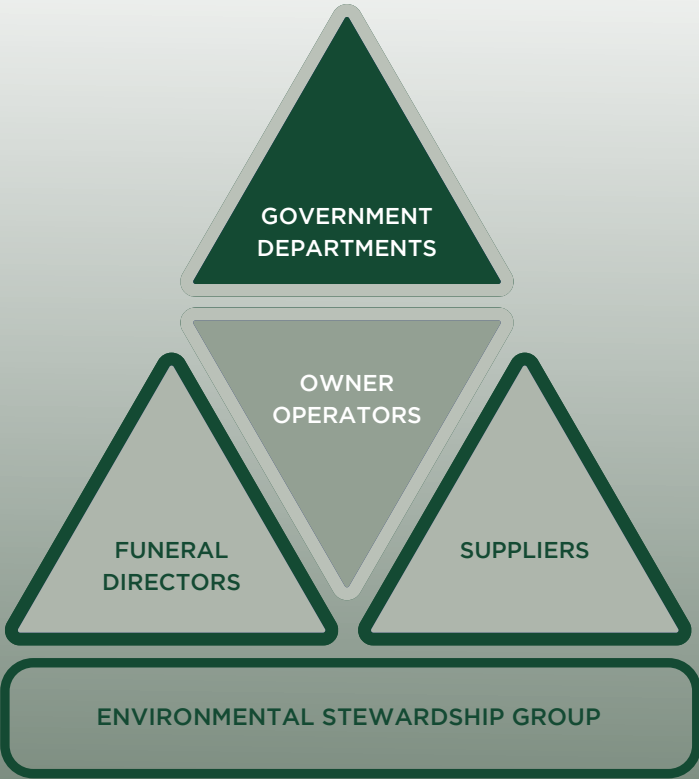 GOVERNMENT
DEPARTMENTS
OWNER
OPERATORS
FUNERAL
DIRECTORS
SUPPLIERS
ENVIRONMENTAL STEWARDSHIP GROUP